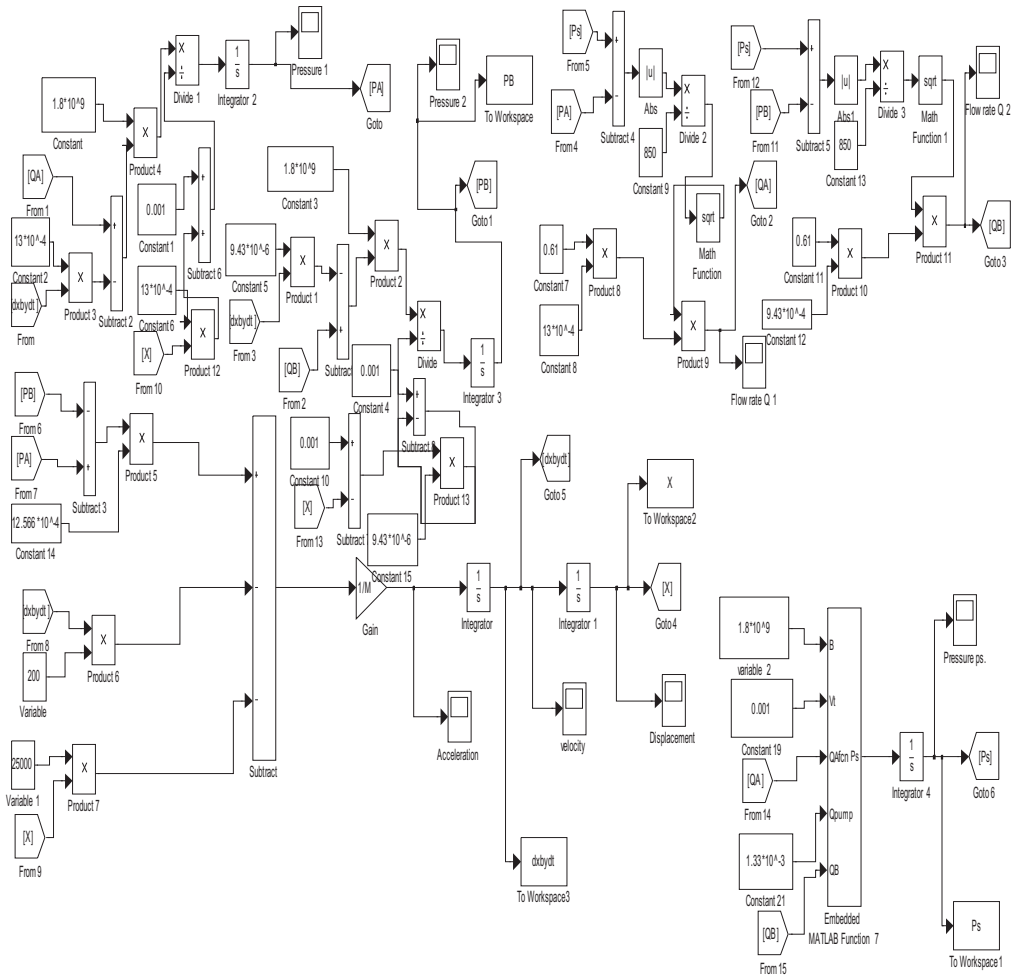 1.8*10^9
Constant
X
Product 4
X
÷
Divide 1
1
s
Integrator 2
Pressure 1
[PA]
Goto
[QA]
From 1
13*10^-4
Constant2
[dxbydt]
From
X
Product 3
+
-
Subtract 2
0.001
Constant1
13*10^-4
Constant6
[X]
From 10
X
Product 12
+
+
Subtract 6
Pressure 2
PB
To Workspace
[PB]
Goto1
1.8*10^9
Constant 3
9.43*10^-6
Constant 5
[dxbydt]
From 3
X
Product 1
[QB]
From 2
-
+
Subtract
X
Product 2
0.001
Constant 4
X
÷
Divide
1
s
Integrator 3
+
-
Subtract
0.001
Constant 10
[X]
From 13
+
-
Subtract
9.43*10^-6
Constant 15
X
Product 13
[Ps]
From 5
[PA]
From 4
+
-
Subtract 4
|u|
Abs
850
Constant 9
X
÷
Divide 2
sqrt
Math
Function
0.61
Constant7
13*10^-4
Constant 8
X
Product 8
X
Product 9
[QA]
Goto 2
Flow rate Q 1
[Ps]
From 12
[PB]
From 11
+
-
Subtract 5
|u|
Abs1
850
Constant 13
X
÷
Divide 3
sqrt
Math
Function 1
Flow rate Q 2
0.61
Constant 11
9.43*10^-4
Constant 12
X
Product 10
X
Product 11
[QB]
Goto 3
[PB]
From 6
[PA]
From 7
-
+
Subtract 3
12.566 *10^-4
Constant 14
X
Product 5
[dxbydt]
From 8
200
Variable
X
Product 6
25000
Variable 1
[X]
From 9
X
Product 7
+
-
-
Subtract
1/M
Gain
Acceleration
1
s
Integrator
[dxbydt]
Goto 5
velocity
dxbydt
To Workspace3
1
s
Integrator 1
X
To Workspace2
[X]
Goto 4
Displacement
1.8*10^9
variable 2
0.001
Constant 19
[QA]
From 14
1.33*10^-3
Constant 21
[QB]
From 15
B
Vt
QAfcn Ps
Qpump
QB
Embedded
MATLAB Function 7
1
s
Integrator 4
Pressure ps.
[Ps]
Goto 6
Ps
To Workspace1